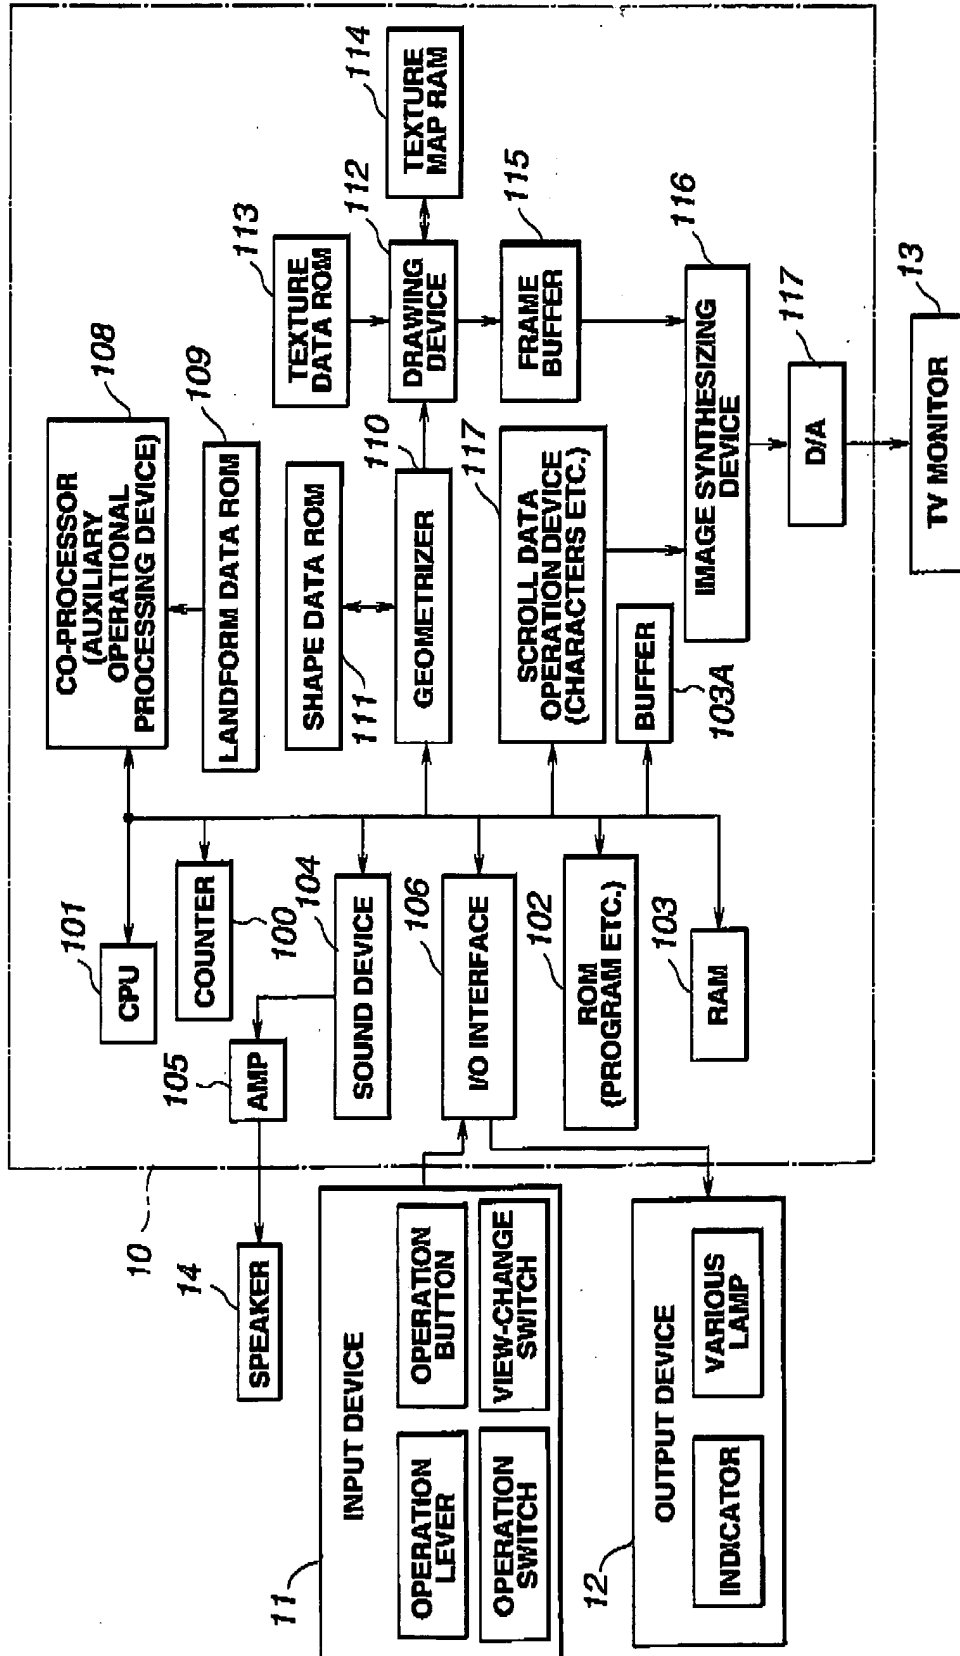 10
14
SPEAKER
105
AMP
101
CPU
COUNTER
100
104
SOUND DEVICE
106
I/O INTERFACE
102
ROM
(PROGRAM ETC.)
103
RAM
11
INPUT DEVICE
OPERATION
LEVER
OPERATION
BUTTON
OPERATION
SWITCH
VIEW-CHANGE
SWITCH
12
OUTPUT DEVICE
INDICATOR
VARIOUS
LAMP
108
CO-PROCESSOR
(AUXILIARY
OPERATIONAL
PROCESSING DEVICE)
109
LANDFORM DATA ROM
SHAPE DATA ROM
111
110
GEOMETRIZER
113
TEXTURE
DATA ROM
112
DRAWING
DEVICE
114
TEXTURE
MAP RAM
115
FRAME
BUFFER
117
SCROLL DATA
OPERATION DEVICE
(CHARACTERS ETC.)
BUFFER
103A
116
IMAGE SYNTHESIZING
DEVICE
117
D/A
13
TV MONITOR